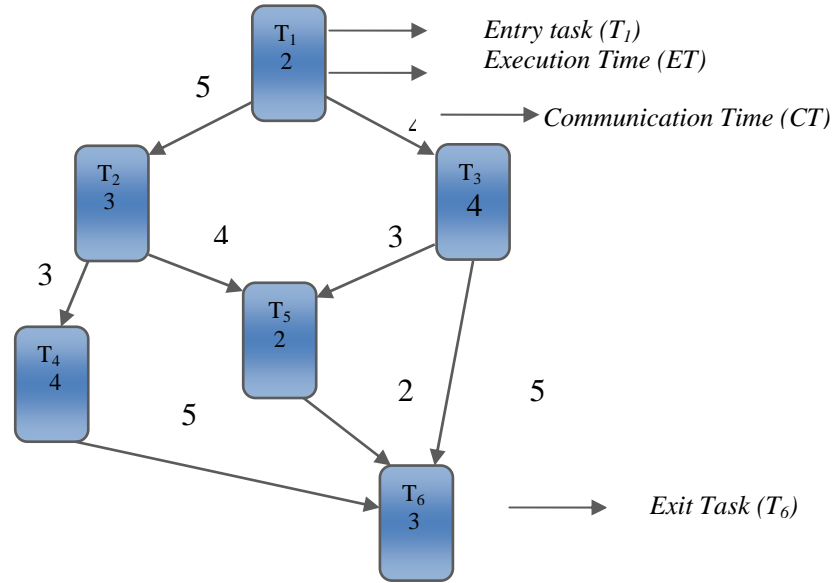 T₁
2
Entry task (T₁)
Execution Time (ET)
5
4
Communication Time (CT)
T₂
3
T₃
4
4
3
3
T₅
2
T₄
4
5
2
5
T₆
3
Exit Task (T₆)